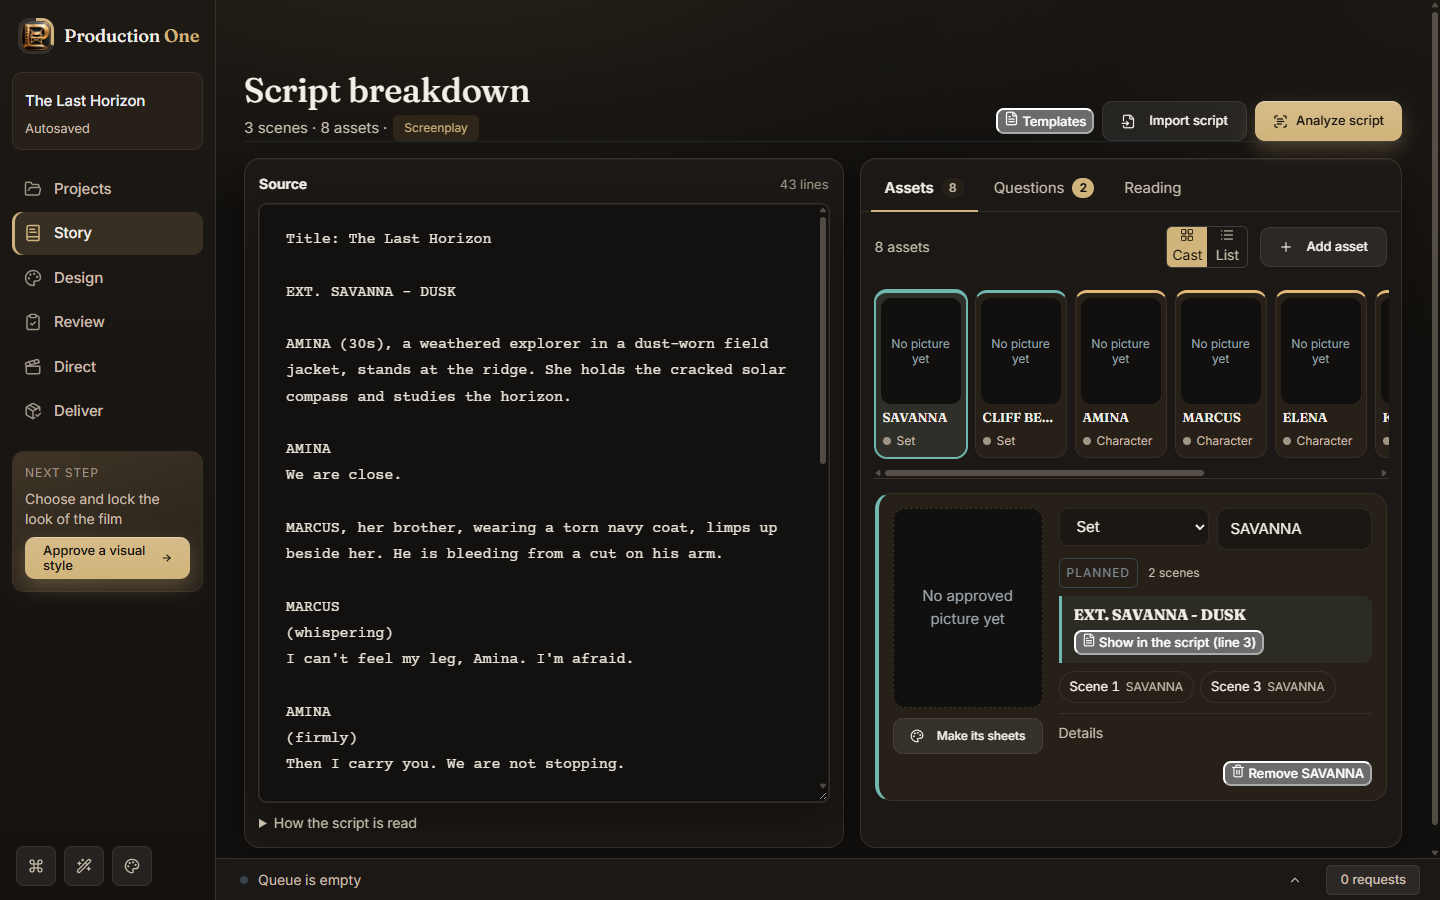 Production One
The Last Horizon
Autosaved
Projects
Story
Design
Review
Direct
Deliver
NEXT STEP
Choose and lock the
look of the film
Approve a visual
style
Script breakdown
3 scenes · 8 assets ·
Screenplay
Templates
Import script
Analyze script
Source
43 lines
Title: The Last Horizon
EXT. SAVANNA - DUSK
AMINA (30s), a weathered explorer in a dust-worn field
jacket, stands at the ridge. She holds the cracked solar
compass and studies the horizon.
AMINA
We are close.
MARCUS, her brother, wearing a torn navy coat, limps up
beside her. He is bleeding from a cut on his arm.
MARCUS
(whispering)
I can't feel my leg, Amina. I'm afraid.
AMINA
(firmly)
Then I carry you. We are not stopping.
How the script is read
Assets 8
Questions 2
Reading
8 assets
Cast
List
Add asset
No picture
yet
SAVANNA
Set
No picture
yet
CLIFF BE...
Set
No picture
yet
AMINA
Character
No picture
yet
MARCUS
Character
No picture
yet
ELENA
Character
No approved
picture yet
Make its sheets
Set
SAVANNA
PLANNED
2 scenes
EXT. SAVANNA - DUSK
Show in the script (line 3)
Scene 1 SAVANNA
Scene 3 SAVANNA
Details
Remove SAVANNA
Queue is empty
0 requests